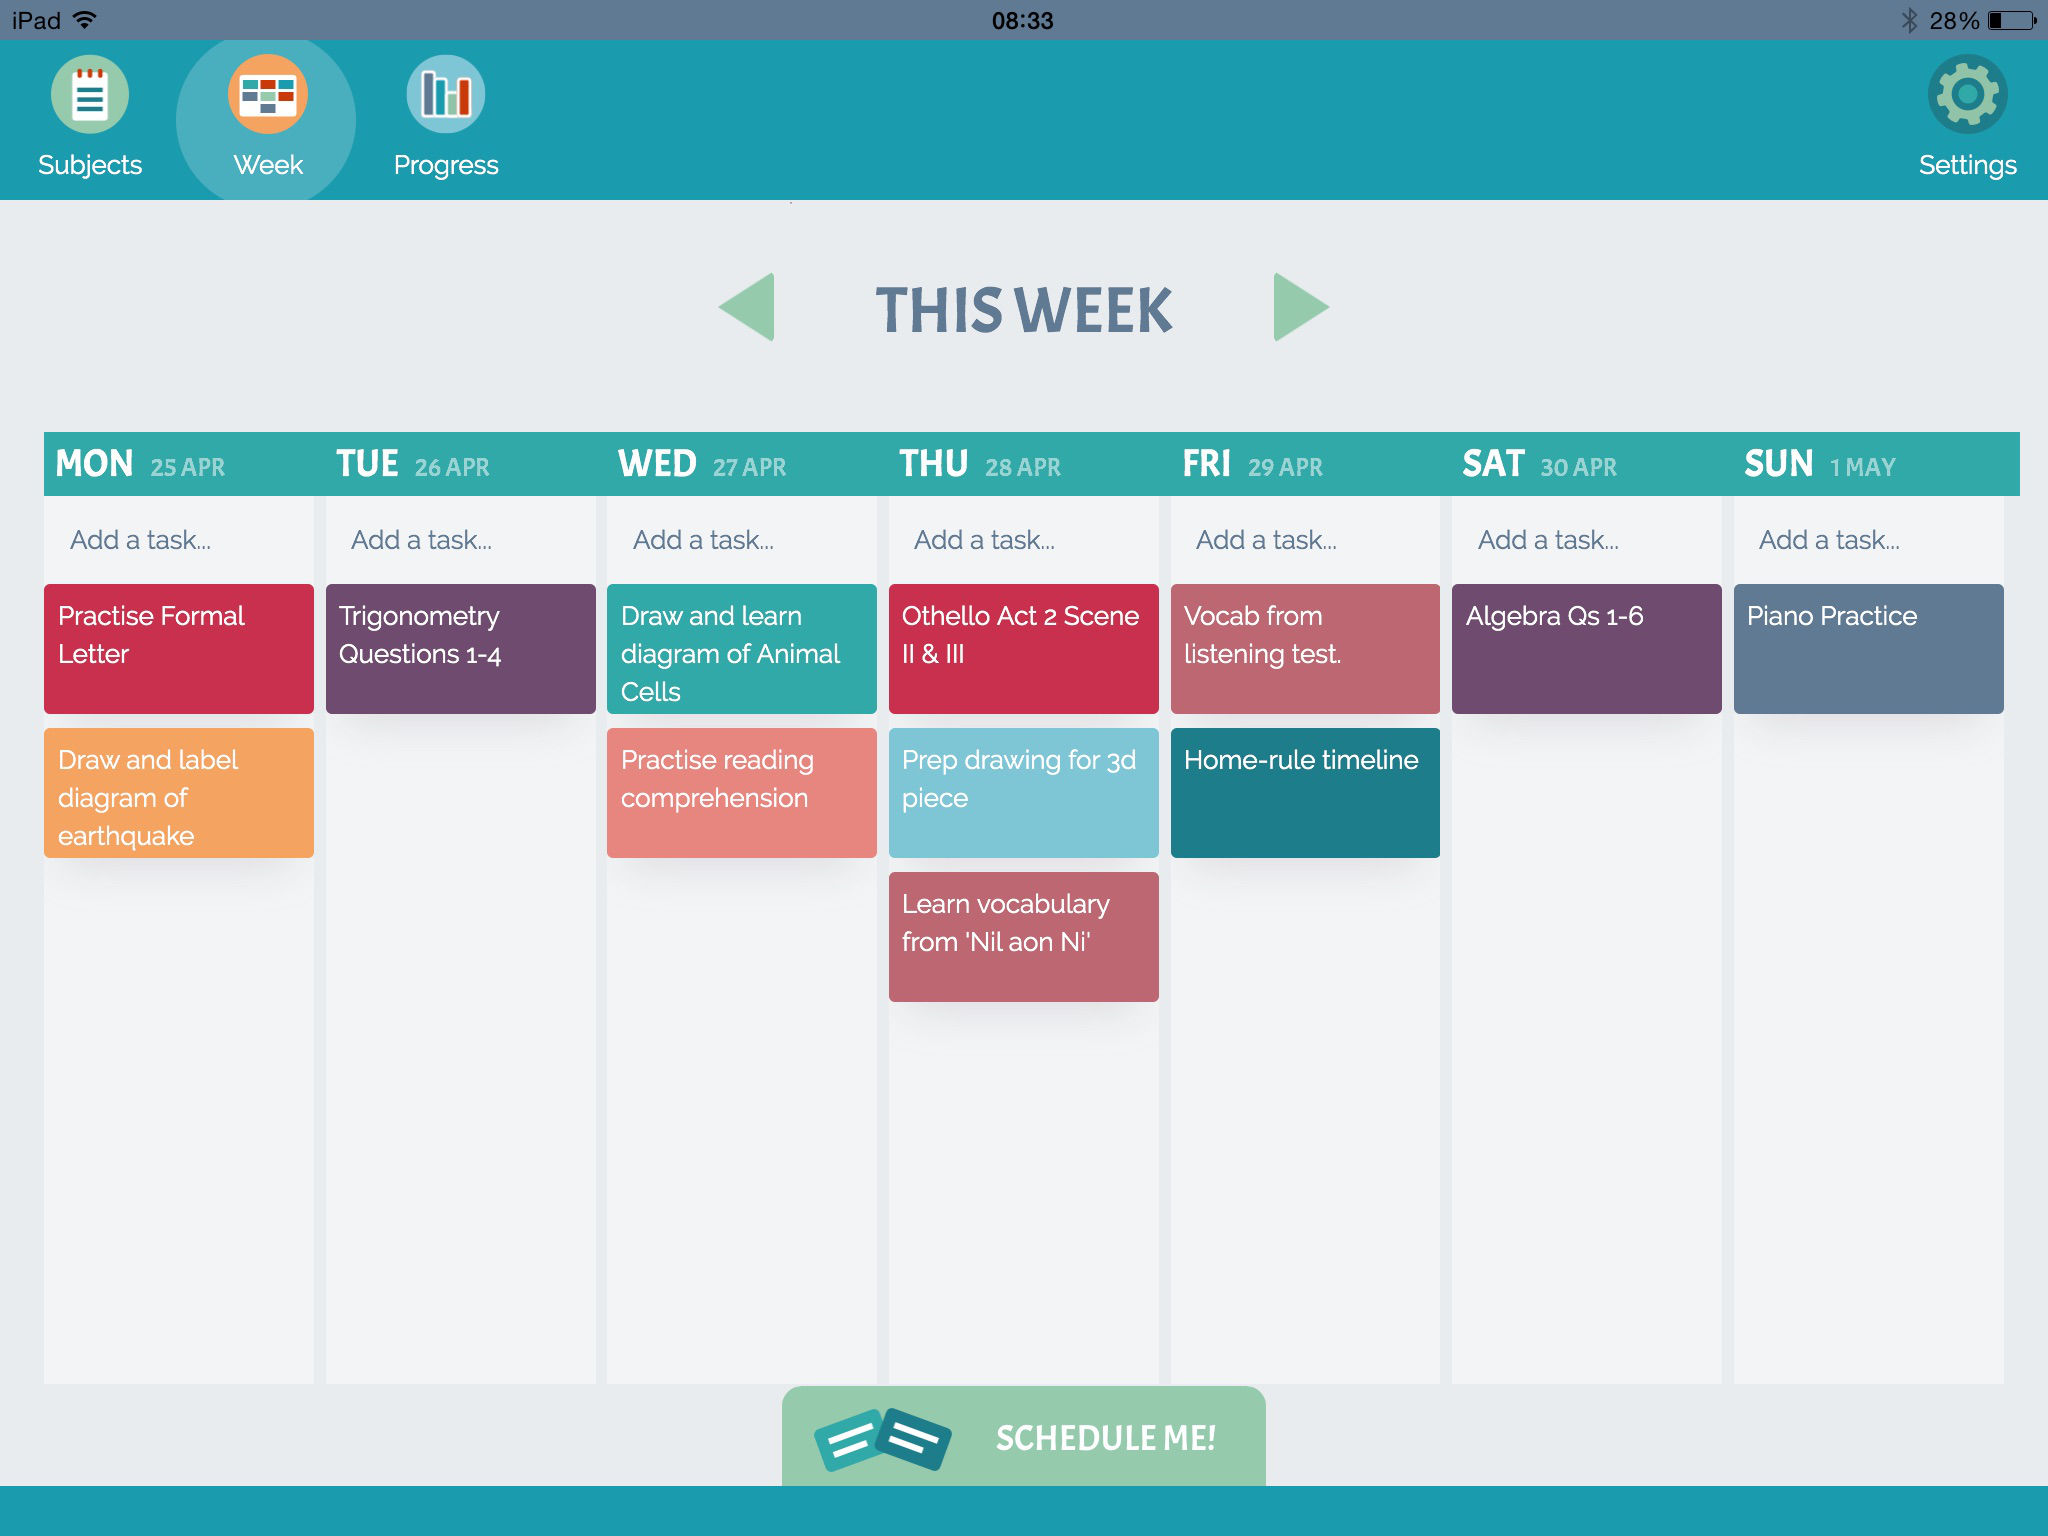 iPad 08:33 28%
Subjects Week Progress Settings
THIS WEEK
MON 25 APR TUE 26 APR WED 27 APR THU 28 APR FRI 29 APR SAT 30 APR SUN 1 MAY
Add a task... Add a task... Add a task... Add a task... Add a task... Add a task... Add a task...
Practise Formal
Letter
Draw and label
diagram of
earthquake
Trigonometry
Questions 1-4
Draw and learn
diagram of Animal
Cells
Practise reading
comprehension
Othello Act 2 Scene
II & III
Prep drawing for 3d
piece
Learn vocabulary
from 'Nil aon Ni'
Vocab from
listening test.
Home-rule timeline
Algebra Qs 1-6
Piano Practice
SCHEDULE ME!